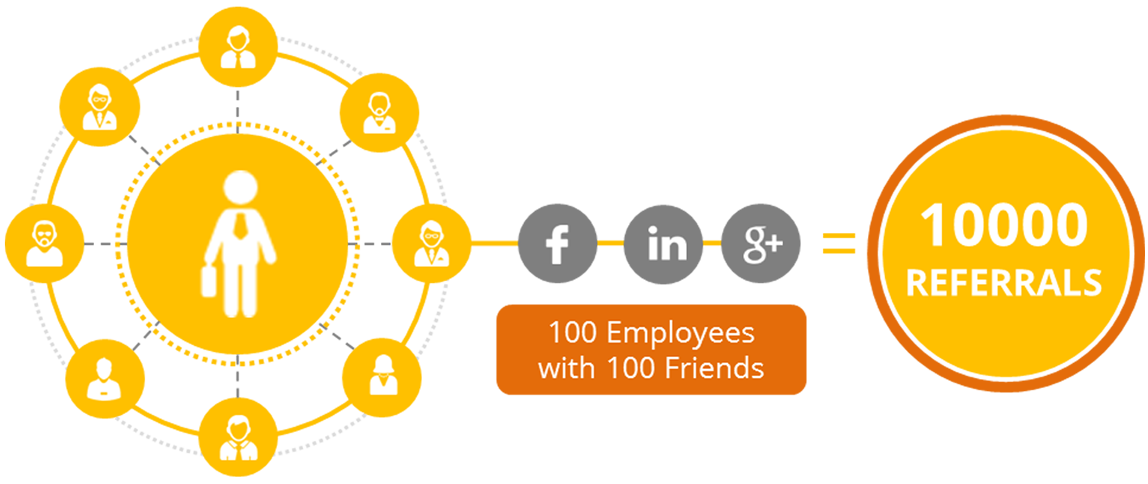 f
in
g+
=
10000
REFERRALS
100 Employees
with 100 Friends